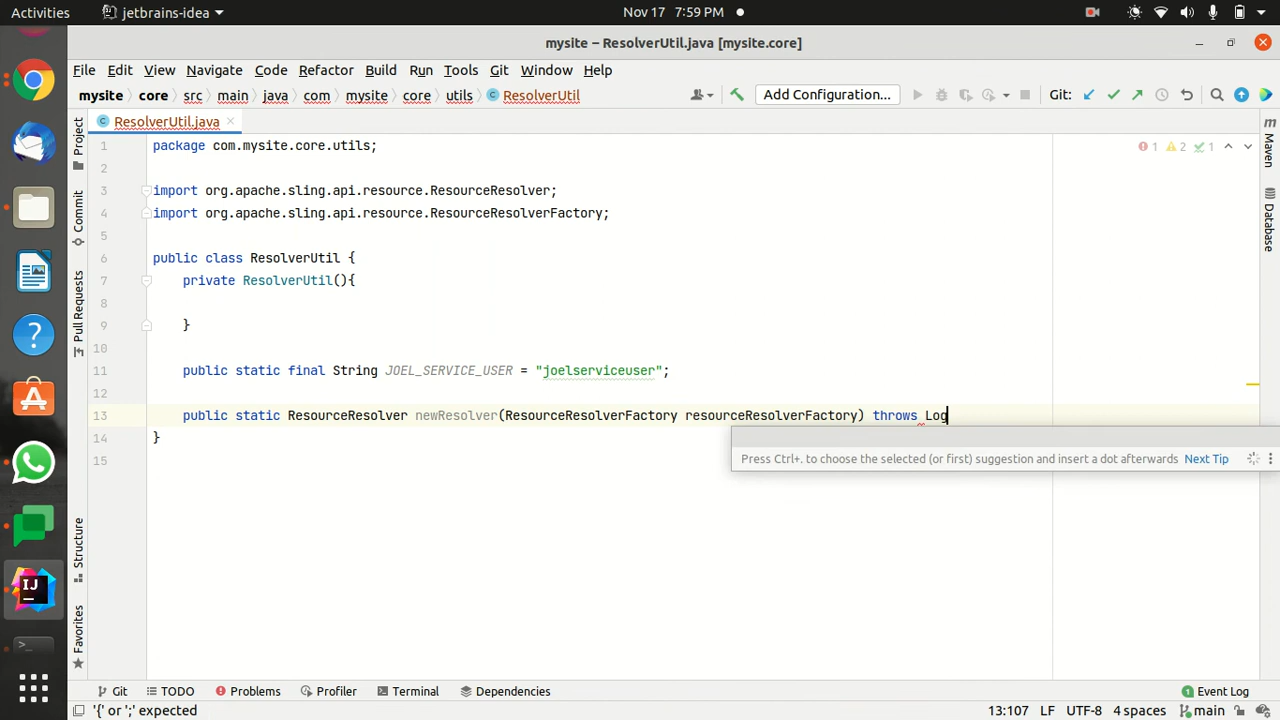 Activities jetbrains-idea Nov 17 7:59 PM
mysite – ResolverUtil.java [mysite.core]
File Edit View Navigate Code Refactor Build Run Tools Git Window Help
mysite core src main java com mysite core utils ResolverUtil Add Configuration... Git:
ResolverUtil.java
1 package com.mysite.core.utils; 1 2 1
2
3 import org.apache.sling.api.resource.ResourceResolver;
4 import org.apache.sling.api.resource.ResourceResolverFactory;
5
6 public class ResolverUtil {
7 private ResolverUtil(){
8
9 }
10
11 public static final String JOEL_SERVICE_USER = "joelserviceuser";
12
13 public static ResourceResolver newResolver(ResourceResolverFactory resourceResolverFactory) throws Log
14 }
15
Press Ctrl+. to choose the selected (or first) suggestion and insert a dot afterwards Next Tip
Project
Commit
Pull Requests
Structure
Favorites
Maven
Database
IJ
Git TODO Problems Profiler Terminal Dependencies 1 Event Log
'{' or ';' expected 13:107 LF UTF-8 4 spaces main